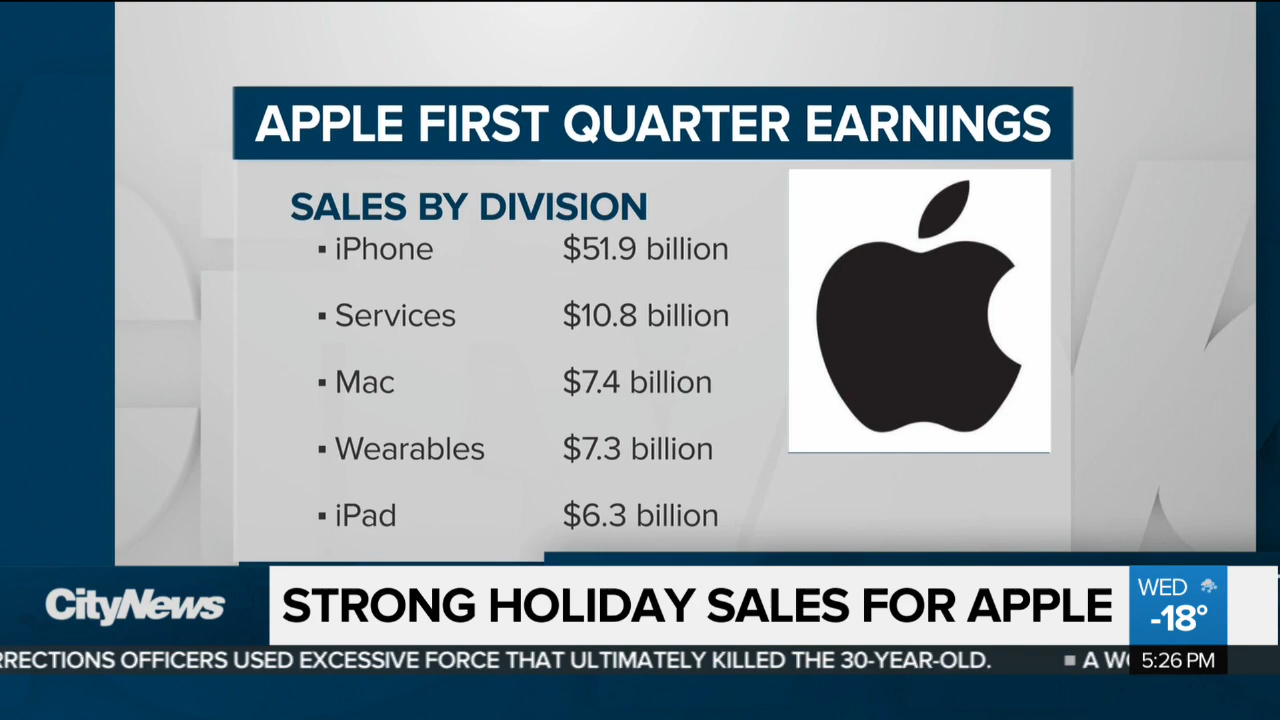 APPLE FIRST QUARTER EARNINGS
SALES BY DIVISION
▪ iPhone $51.9 billion
▪ Services $10.8 billion
▪ Mac $7.4 billion
▪ Wearables $7.3 billion
▪ iPad $6.3 billion
CityNews
STRONG HOLIDAY SALES FOR APPLE
WED
-18°
RRECTIONS OFFICERS USED EXCESSIVE FORCE THAT ULTIMATELY KILLED THE 30-YEAR-OLD. ■ A
5:26 PM